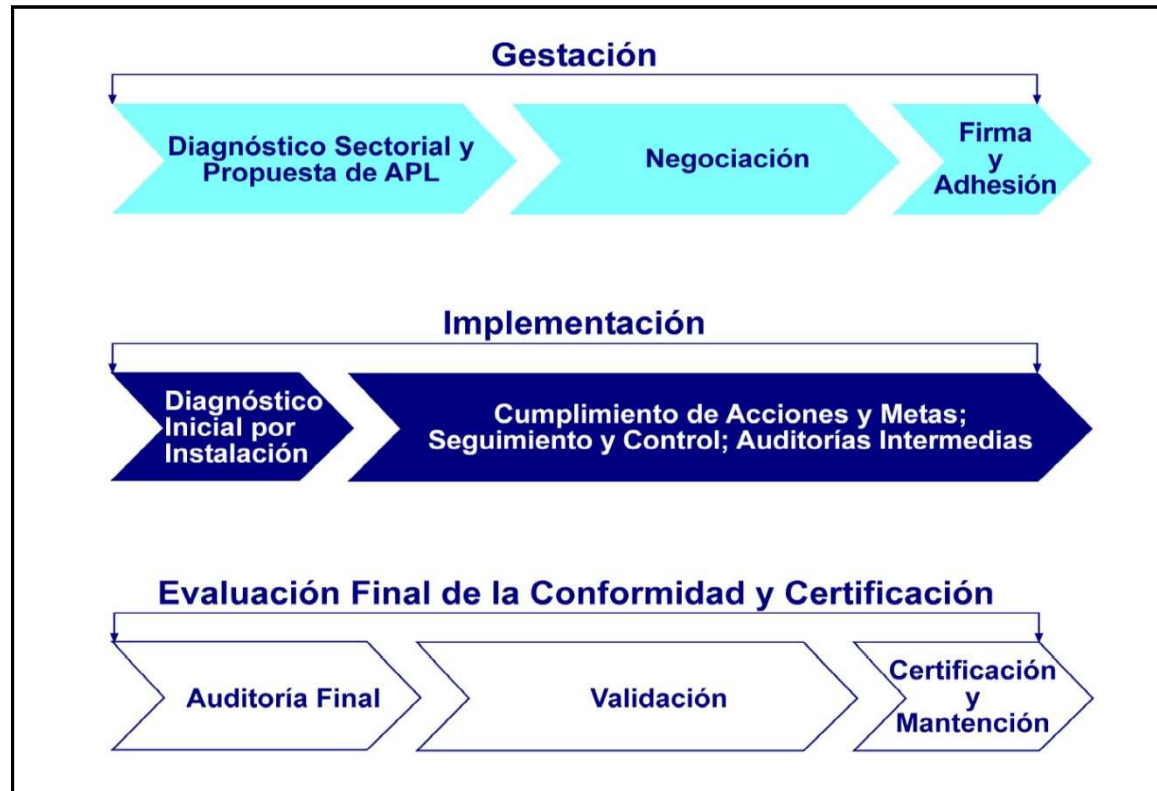 Gestación
Diagnóstico Sectorial y
Propuesta de APL
Negociación
Firma
y
Adhesión
Implementación
Diagnóstico
Inicial por
Instalación
Cumplimiento de Acciones y Metas;
Seguimiento y Control; Auditorías Intermedias
Evaluación Final de la Conformidad y Certificación
Auditoría Final
Validación
Certificación
y
Mantención